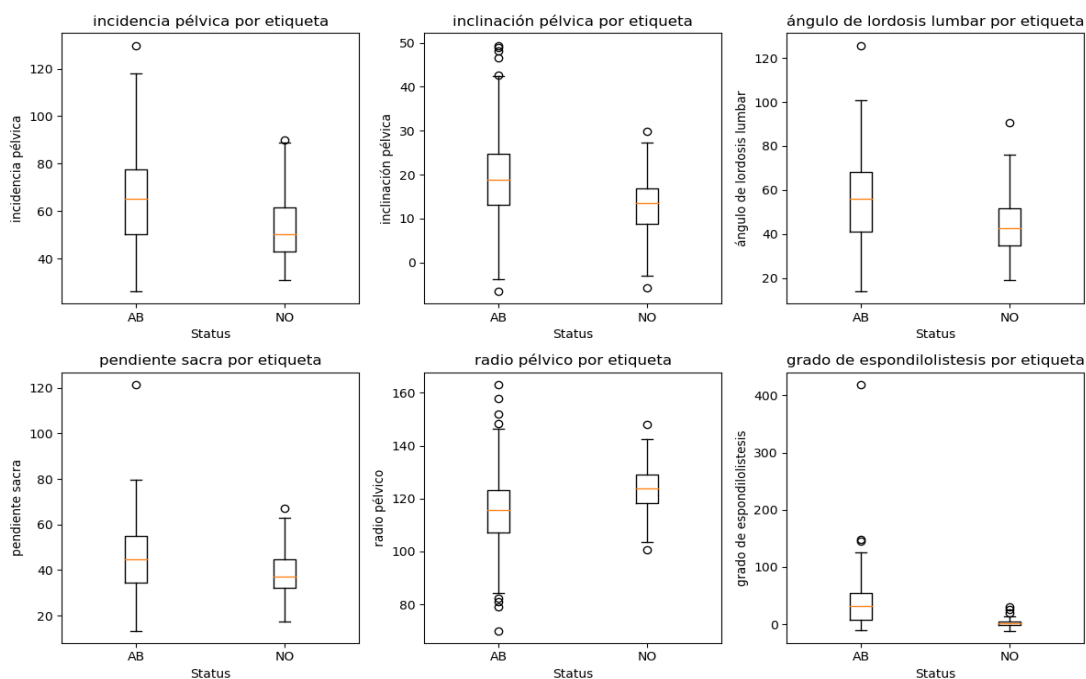 incidencia pélvica por etiqueta
incidencia pélvica
120
100
80
60
40
AB
NO
Status
inclinación pélvica por etiqueta
inclinación pélvica
50
40
30
20
10
0
AB
NO
Status
ángulo de lordosis lumbar por etiqueta
ángulo de lordosis lumbar
120
100
80
60
40
20
AB
NO
Status
pendiente sacra por etiqueta
pendiente sacra
120
100
80
60
40
20
AB
NO
Status
radio pélvico por etiqueta
radio pélvico
160
140
120
100
80
AB
NO
Status
grado de espondilolistesis por etiqueta
grado de espondilolistesis
400
300
200
100
0
AB
NO
Status